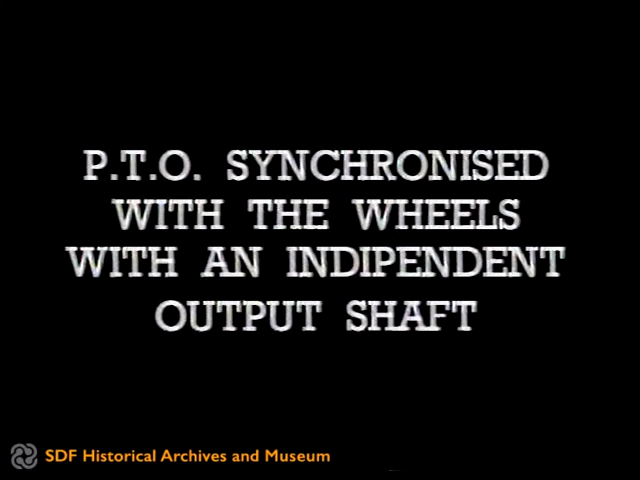 P.T.O. SYNCHRONISED
WITH THE WHEELS
WITH AN INDIPENDENT
OUTPUT SHAFT
SDF Historical Archives and Museum